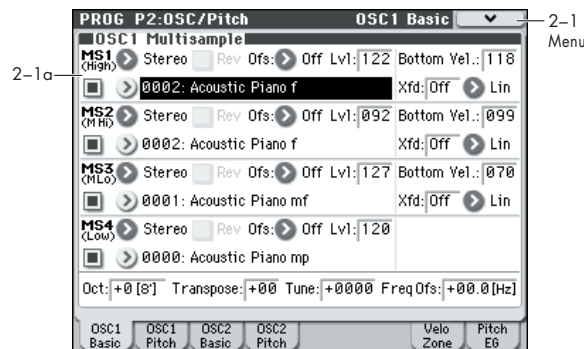 PROG P2:OSC/Pitch OSC1 Basic
2–1
Menu
OSC1 Multisample
MS1 (High) Stereo Rev Ofs: Off Lvl: 122 Bottom Vel.: 118
2–1a
0002: Acoustic Piano f Xfd: Off Lin
MS2 (M Hi) Stereo Rev Ofs: Off Lvl: 092 Bottom Vel.: 099
0002: Acoustic Piano f Xfd: Off Lin
MS3 (MLo) Stereo Rev Ofs: Off Lvl: 127 Bottom Vel.: 070
0001: Acoustic Piano mf Xfd: Off Lin
MS4 (Low) Stereo Rev Ofs: Off Lvl: 120
0000: Acoustic Piano mp
Oct: +0 [8'] Transpose: +00 Tune: +0000 Freq Ofs: +00.0 [Hz]
OSC1 Basic OSC1 Pitch OSC2 Basic OSC2 Pitch Velo Zone Pitch EG